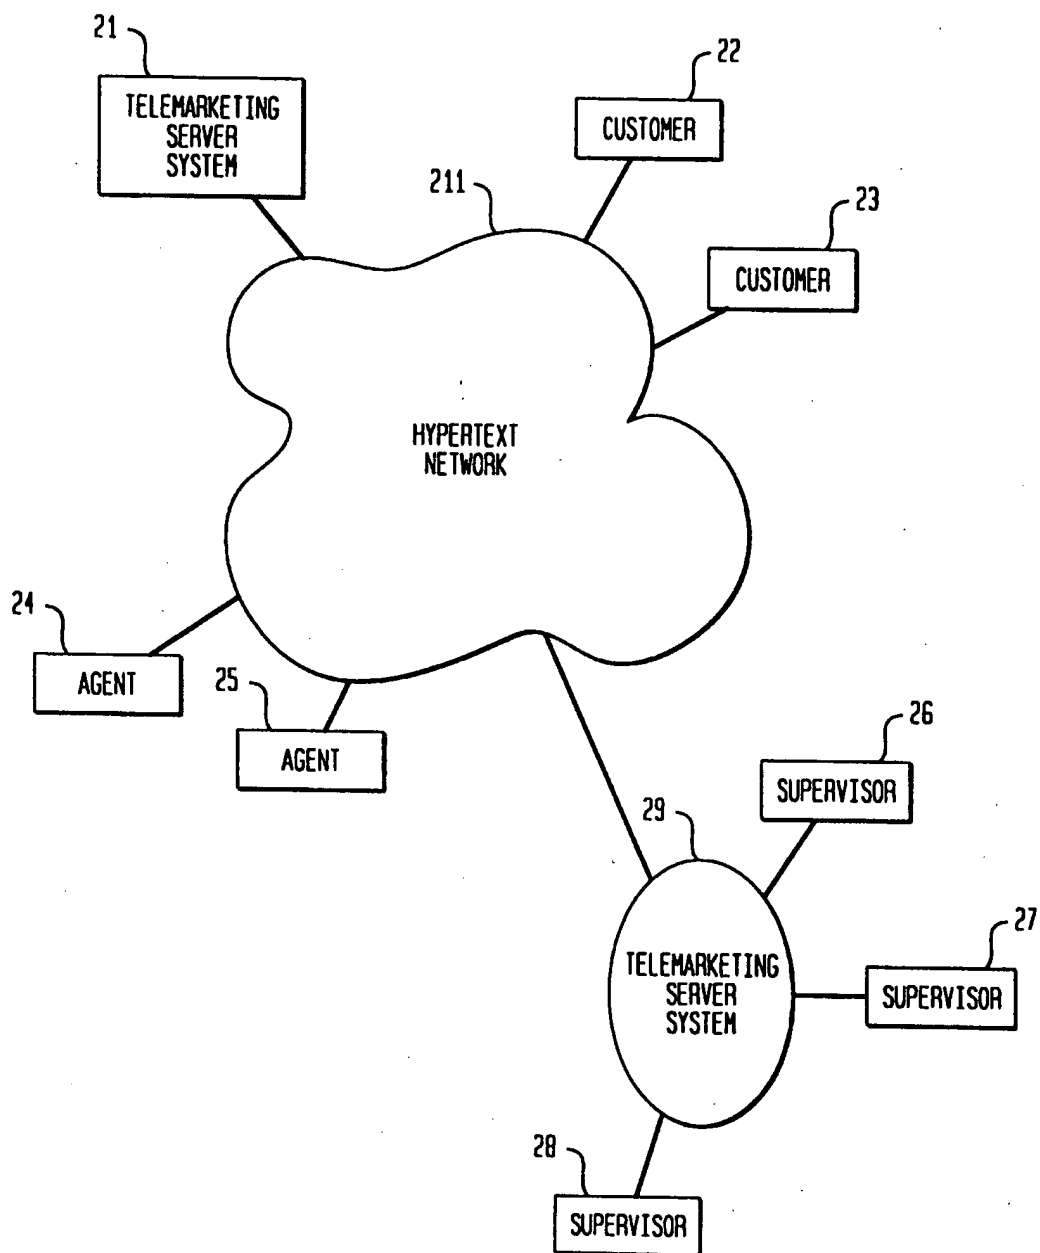 21
TELEMARKETING
SERVER
SYSTEM
22
CUSTOMER
211
23
CUSTOMER
HYPERTEXT
NETWORK
24
AGENT
25
AGENT
26
SUPERVISOR
29
TELEMARKETING
SERVER
SYSTEM
27
SUPERVISOR
28
SUPERVISOR